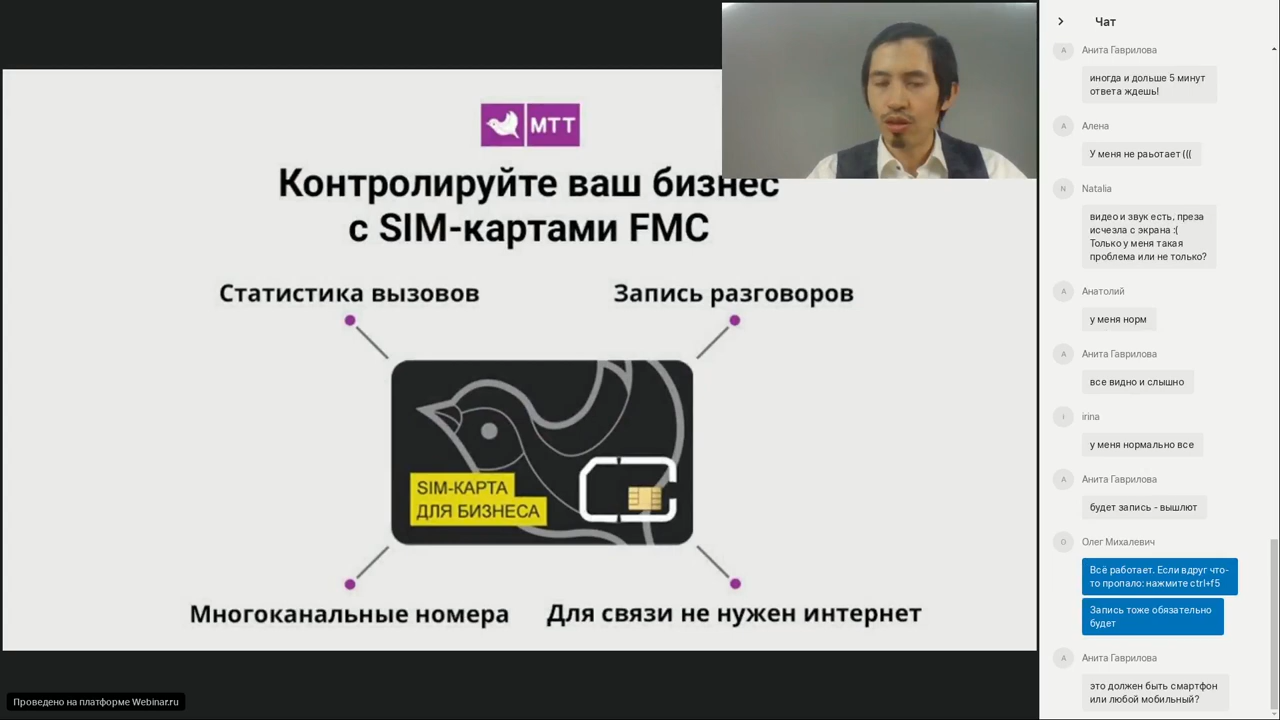 МТТ
Контролируйте ваш бизнес
с SIM-картами FMC
Статистика вызовов
Запись разговоров
SIM-КАРТА
ДЛЯ БИЗНЕСА
Многоканальные номера
Для связи не нужен интернет
Проведено на платформе Webinar.ru
Чат
А
Анита Гаврилова
иногда и дольше 5 минут
ответа ждешь!
А
Алена
У меня не раьотает (((
N
Natalia
видео и звук есть, преза
исчезла с экрана :(
Только у меня такая
проблема или не только?
А
Анатолий
у меня норм
А
Анита Гаврилова
все видно и слышно
I
irina
у меня нормально все
А
Анита Гаврилова
будет запись - вышлют
О
Олег Михалевич
Всё работает. Если вдруг что-
то пропало: нажмите ctrl+f5
Запись тоже обязательно
будет
А
Анита Гаврилова
это должен быть смартфон
или любой мобильный?